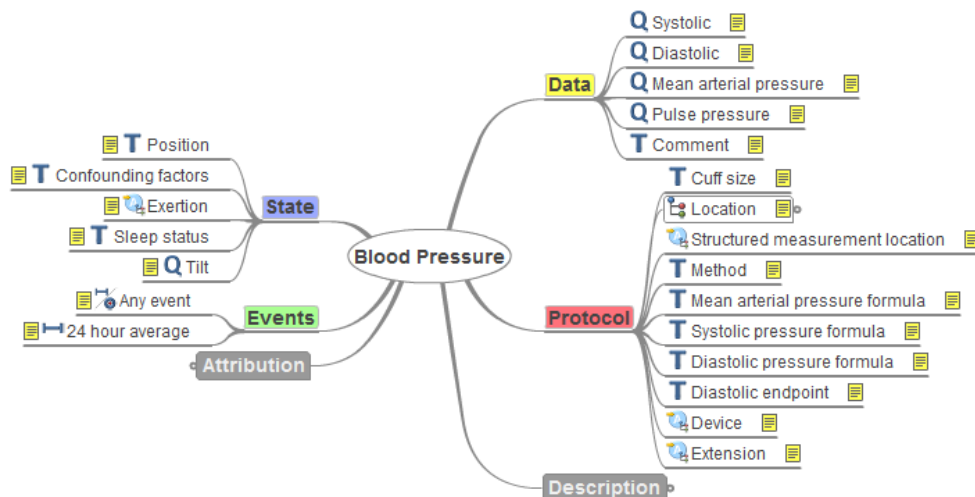 Blood Pressure
Data
Q Systolic
Q Diastolic
Q Mean arterial pressure
Q Pulse pressure
T Comment
Protocol
T Cuff size
Location
Structured measurement location
T Method
T Mean arterial pressure formula
T Systolic pressure formula
T Diastolic pressure formula
T Diastolic endpoint
Device
Extension
Description
State
T Position
T Confounding factors
Exertion
T Sleep status
Q Tilt
Events
Any event
24 hour average
Attribution